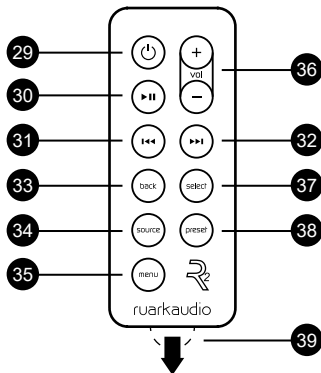 29
+
vol
36
30
−
31
32
33
back
select
37
34
source
preset
38
35
menu
R2
ruarkaudio
39